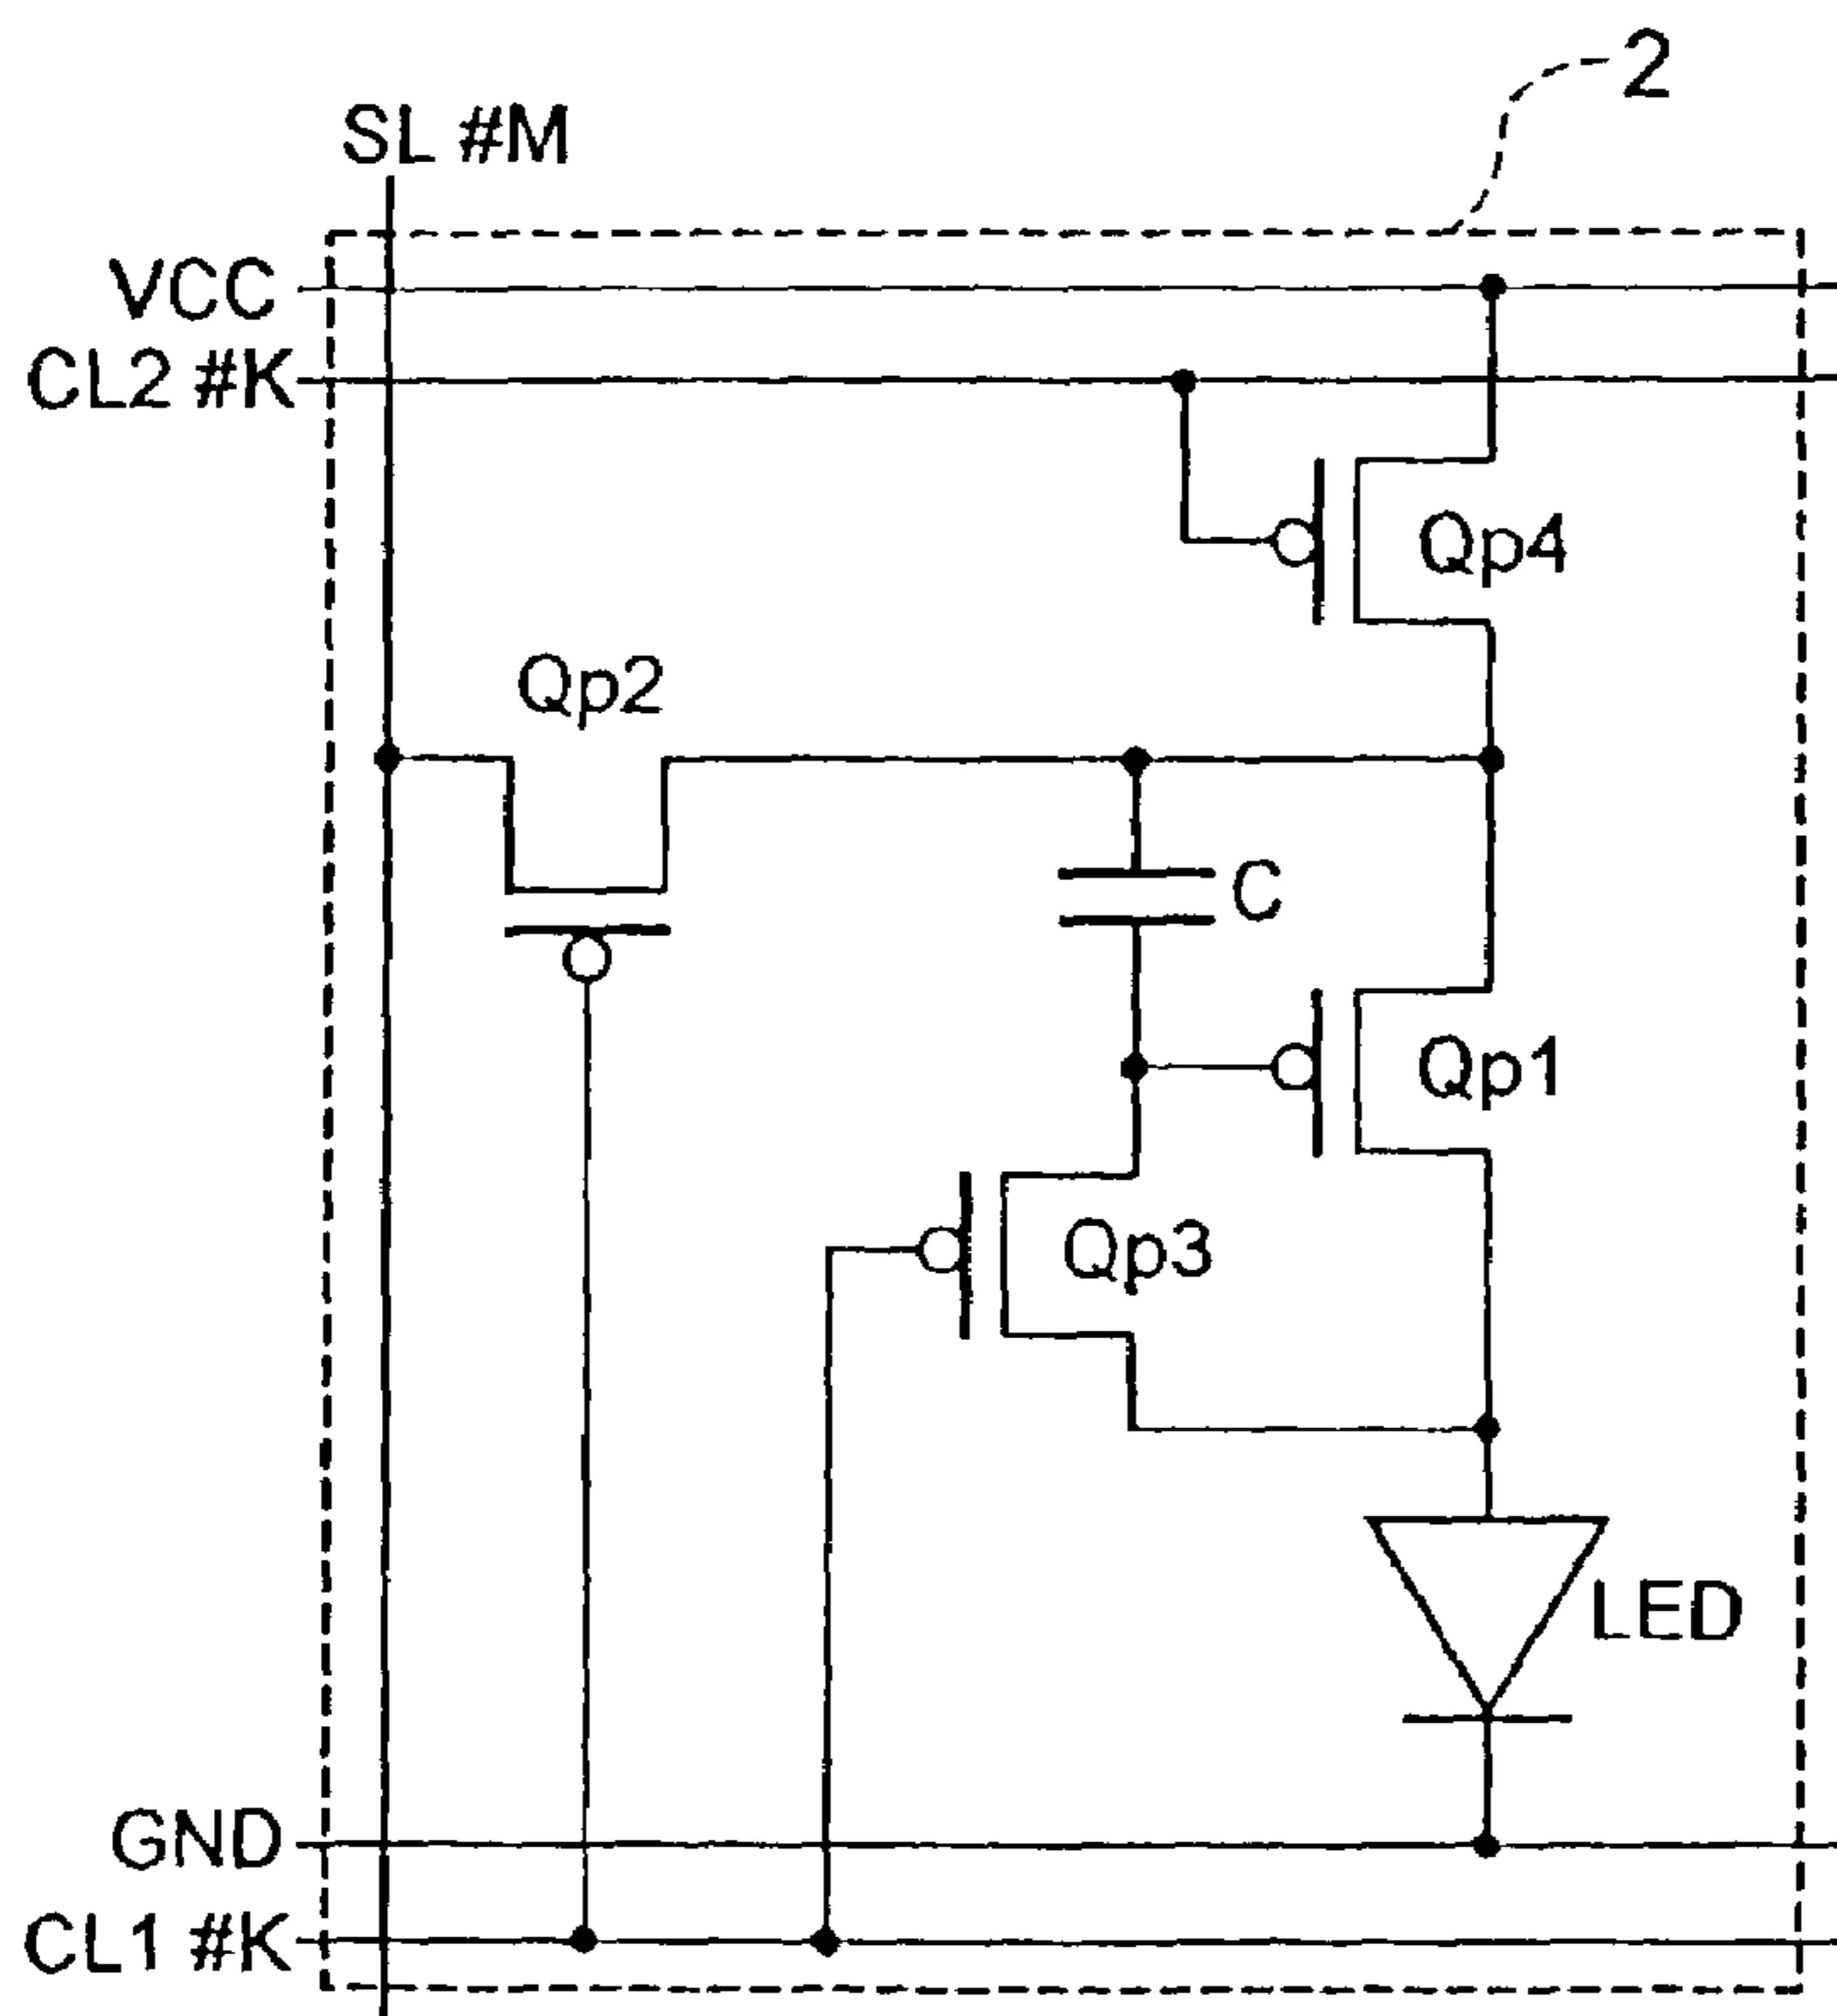 2
SL #M
VCC
CL2 #K
Qp4
Qp2
C
Qp1
Qp3
LED
GND
CL1 #K